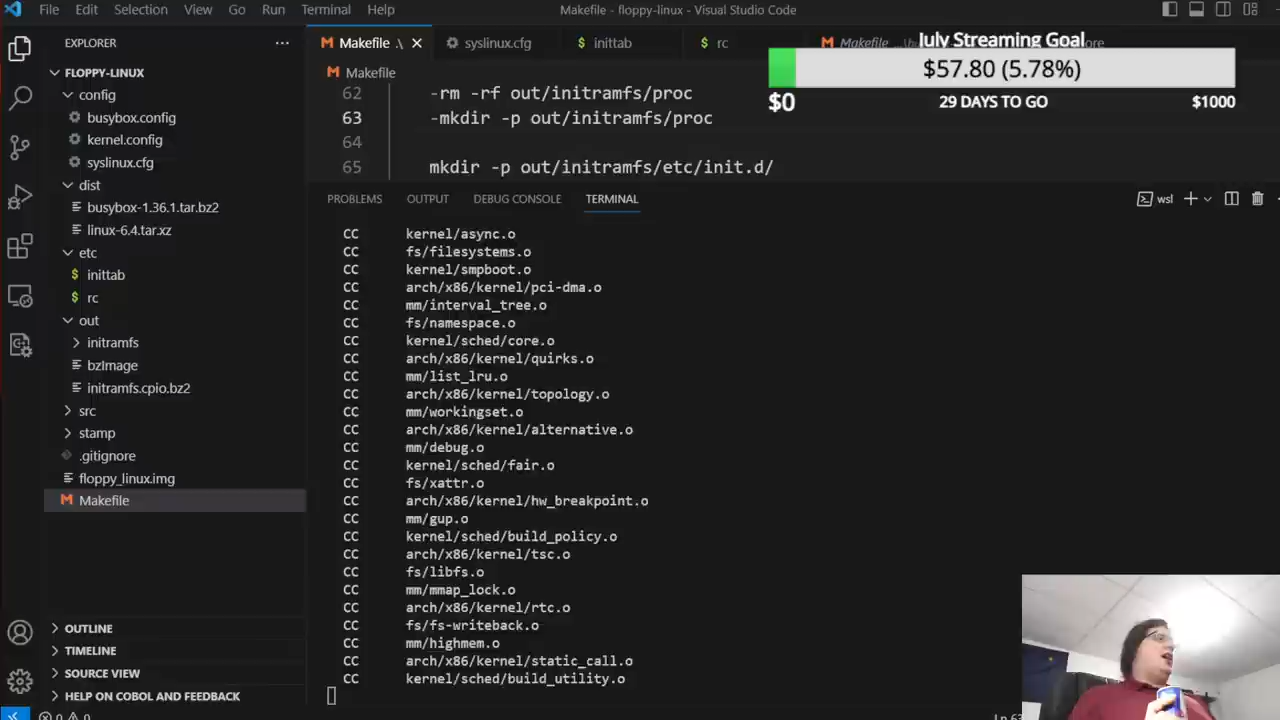 File Edit Selection View Go Run Terminal Help
Makefile - floppy-linux - Visual Studio Code
EXPLORER
FLOPPY-LINUX
config
busybox.config
kernel.config
syslinux.cfg
dist
busybox-1.36.1.tar.bz2
linux-6.4.tar.xz
etc
$ inittab
$ rc
out
initramfs
bzImage
initramfs.cpio.bz2
src
stamp
.gitignore
floppy_linux.img
M Makefile
OUTLINE
TIMELINE
SOURCE VIEW
HELP ON COBOL AND FEEDBACK
0 0
M Makefile .\
syslinux.cfg
$ inittab
$ rc
M Makefile
M Makefile
62 -rm -rf out/initramfs/proc
63 -mkdir -p out/initramfs/proc
64
65 mkdir -p out/initramfs/etc/init.d/
July Streaming Goal
$57.80 (5.78%)
$0 29 DAYS TO GO $1000
PROBLEMS OUTPUT DEBUG CONSOLE TERMINAL
wsl
CC kernel/async.o
CC fs/filesystems.o
CC kernel/smpboot.o
CC arch/x86/kernel/pci-dma.o
CC mm/interval_tree.o
CC fs/namespace.o
CC kernel/sched/core.o
CC arch/x86/kernel/quirks.o
CC mm/list_lru.o
CC arch/x86/kernel/topology.o
CC mm/workingset.o
CC arch/x86/kernel/alternative.o
CC mm/debug.o
CC kernel/sched/fair.o
CC fs/xattr.o
CC arch/x86/kernel/hw_breakpoint.o
CC mm/gup.o
CC kernel/sched/build_policy.o
CC arch/x86/kernel/tsc.o
CC fs/libfs.o
CC mm/mmap_lock.o
CC arch/x86/kernel/rtc.o
CC fs/fs-writeback.o
CC mm/highmem.o
CC arch/x86/kernel/static_call.o
CC kernel/sched/build_utility.o